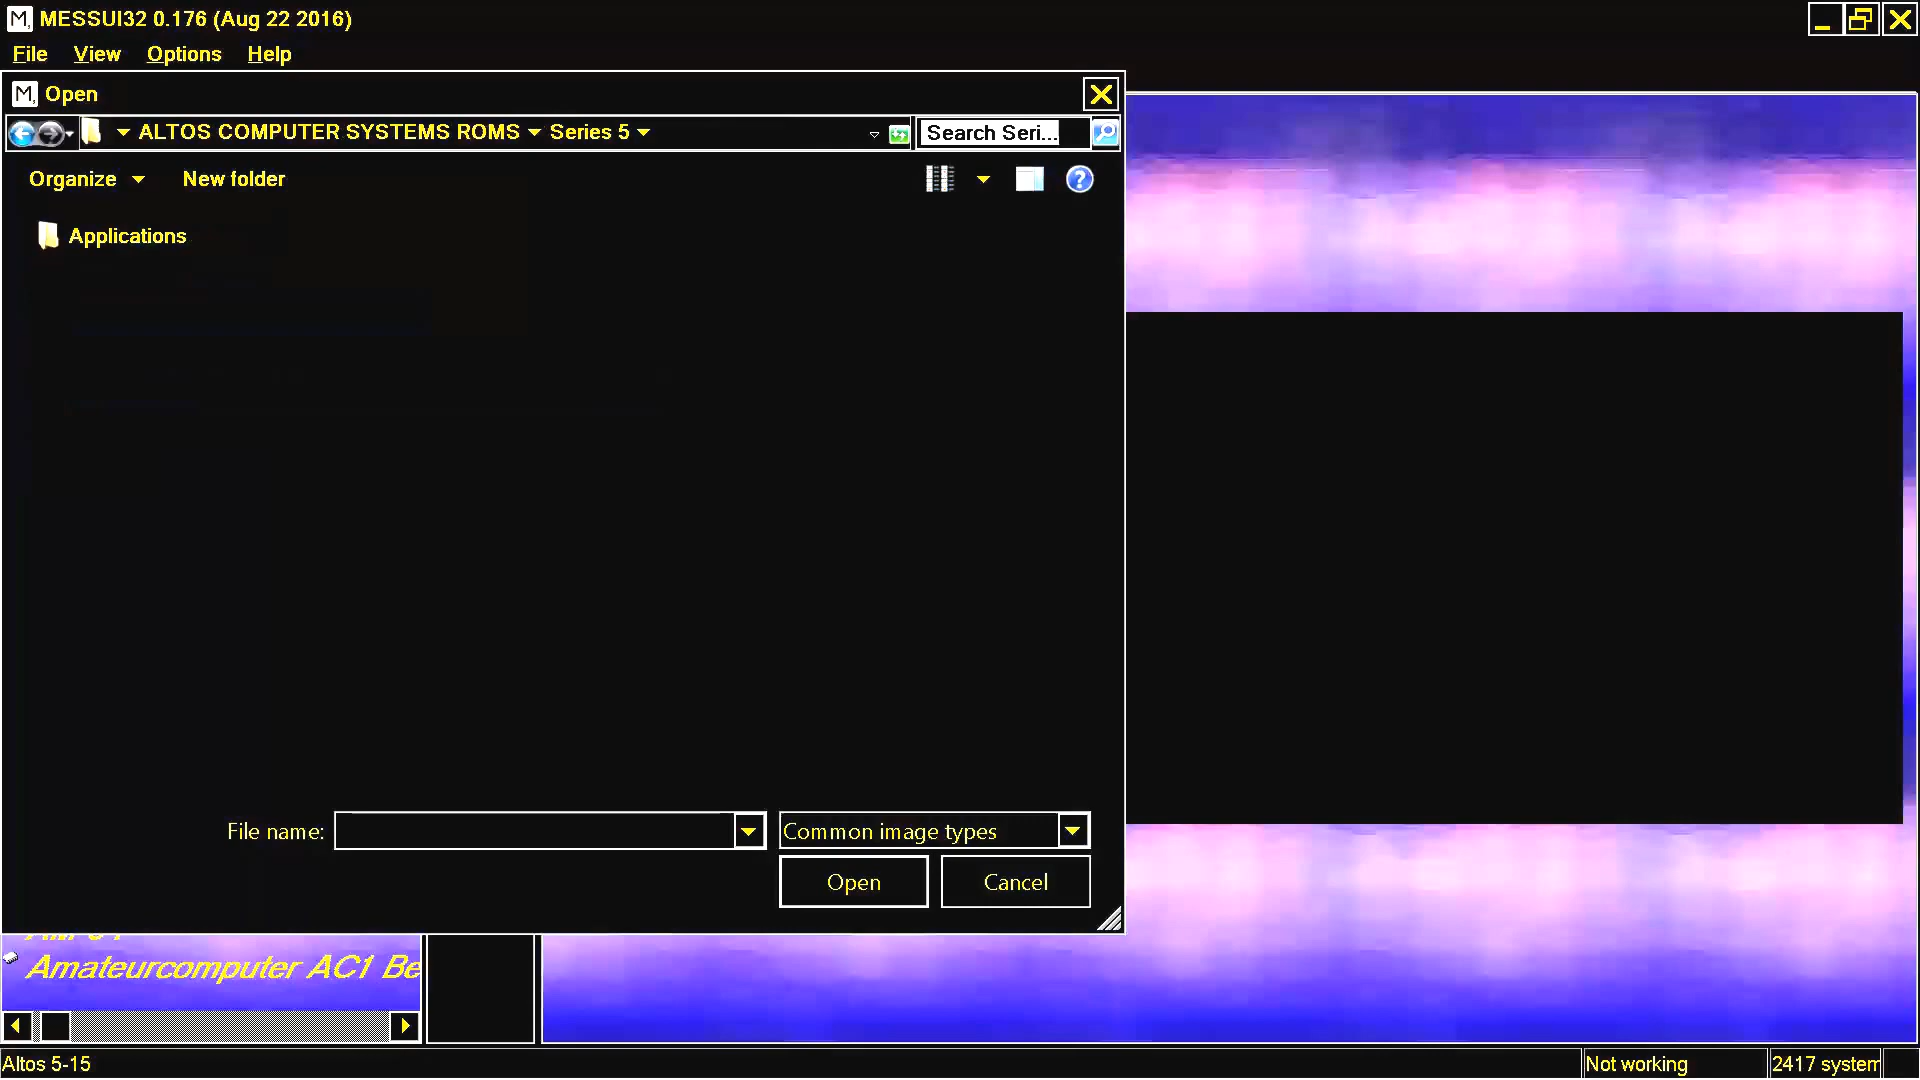 MESSUI32 0.176 (Aug 22 2016)
File View Options Help
Open
ALTOS COMPUTER SYSTEMS ROMS Series 5
Search Seri...
Organize New folder
Applications
File name:
Common image types
Open Cancel
Amateurcomputer AC1 Be
Altos 5-15
Not working
2417 system